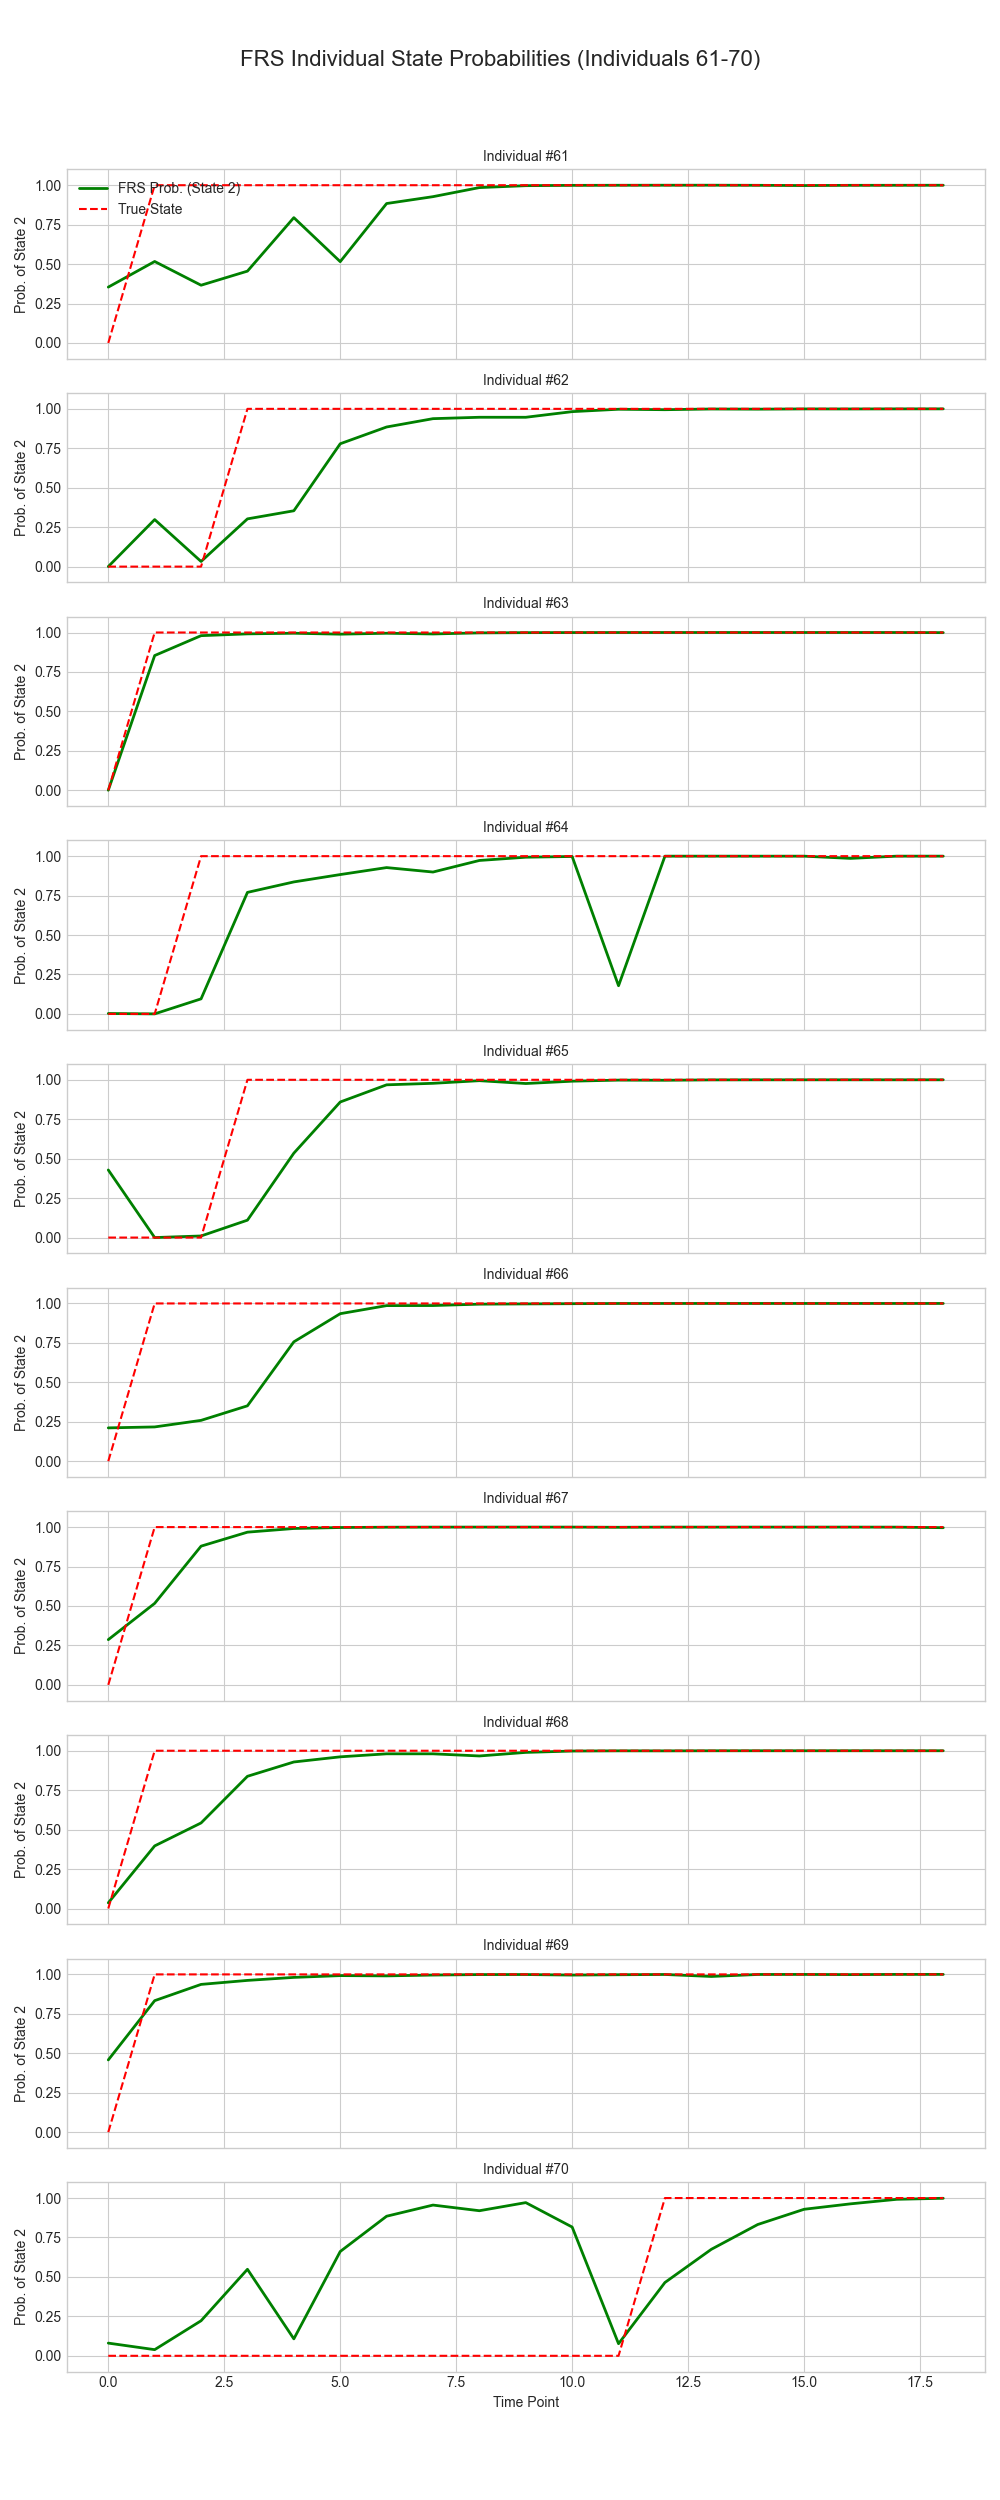 FRS Individual State Probabilities (Individuals 61-70)
Individual #61
Prob. of State 2
1.00
0.75
0.50
0.25
0.00
FRS Prob. (State 2)
True State
Individual #62
Prob. of State 2
1.00
0.75
0.50
0.25
0.00
Individual #63
Prob. of State 2
1.00
0.75
0.50
0.25
0.00
Individual #64
Prob. of State 2
1.00
0.75
0.50
0.25
0.00
Individual #65
Prob. of State 2
1.00
0.75
0.50
0.25
0.00
Individual #66
Prob. of State 2
1.00
0.75
0.50
0.25
0.00
Individual #67
Prob. of State 2
1.00
0.75
0.50
0.25
0.00
Individual #68
Prob. of State 2
1.00
0.75
0.50
0.25
0.00
Individual #69
Prob. of State 2
1.00
0.75
0.50
0.25
0.00
Individual #70
Prob. of State 2
1.00
0.75
0.50
0.25
0.00
0.0 2.5 5.0 7.5 10.0 12.5 15.0 17.5
Time Point